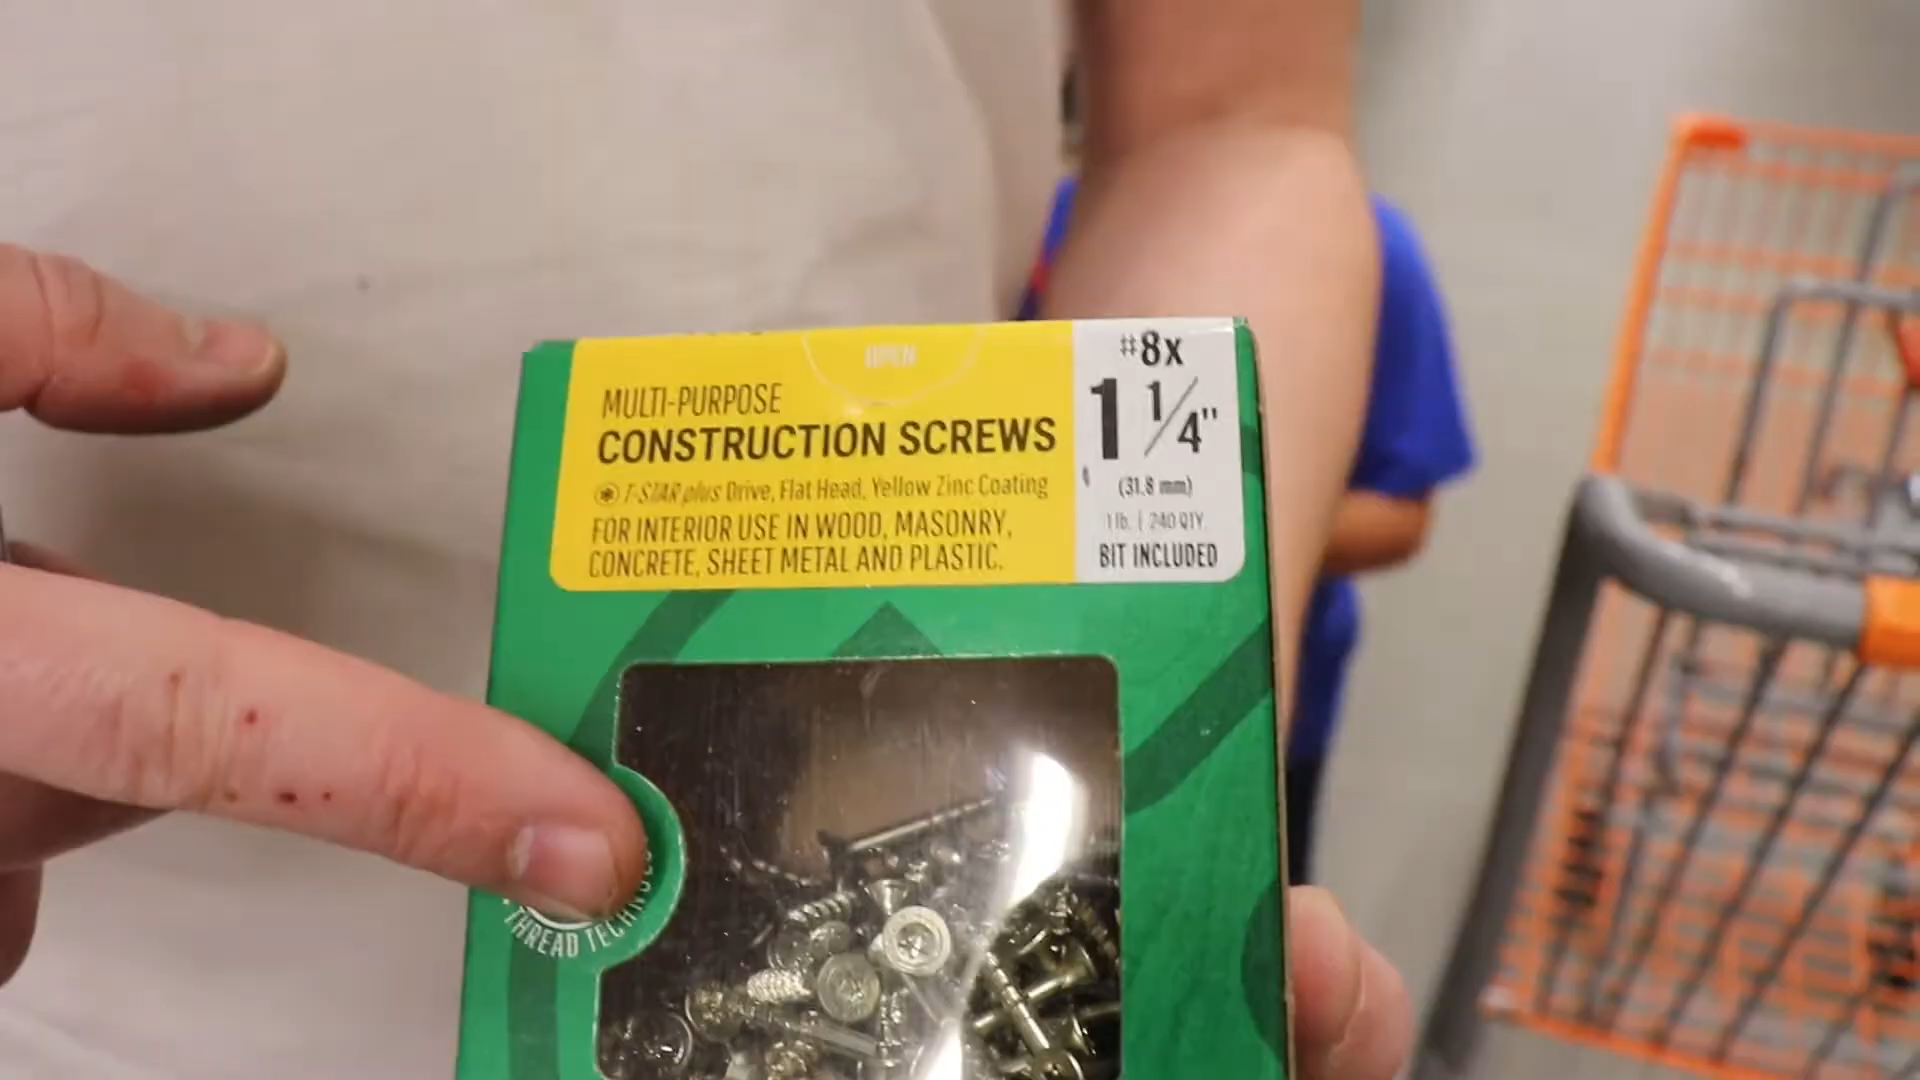 OPEN
MULTI-PURPOSE
CONSTRUCTION SCREWS
T-STAR plus Drive, Flat Head, Yellow Zinc Coating
FOR INTERIOR USE IN WOOD, MASONRY,
CONCRETE, SHEET METAL AND PLASTIC.
#8x
1 1/4"
(31.8 mm)
1 lb. | 240 QTY.
BIT INCLUDED
THREAD